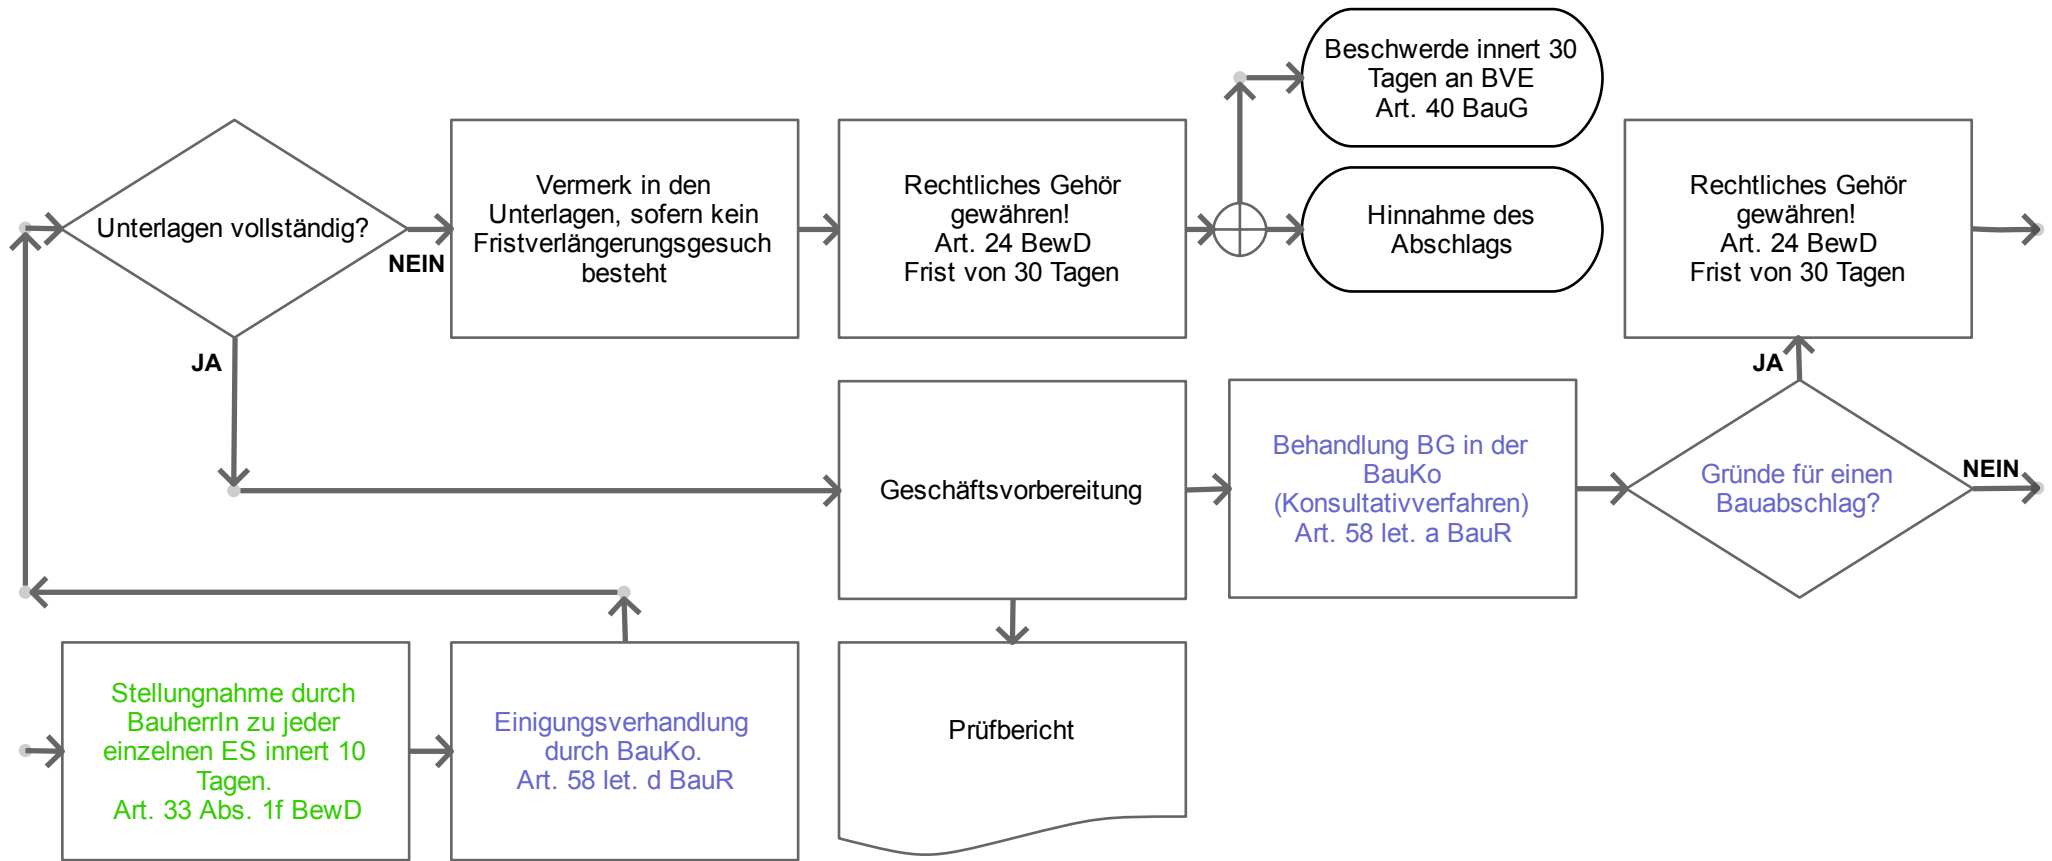 Beschwerde innert 30
Tagen an BVE
Art. 40 BauG
Unterlagen vollständig?
NEIN
Vermerk in den
Unterlagen, sofern kein
Fristverlängerungsgesuch
besteht
Rechtliches Gehör
gewähren!
Art. 24 BewD
Frist von 30 Tagen
Hinnahme des
Abschlags
Rechtliches Gehör
gewähren!
Art. 24 BewD
Frist von 30 Tagen
JA
JA
Geschäftsvorbereitung
Behandlung BG in der
BauKo
(Konsultativverfahren)
Art. 58 let. a BauR
Gründe für einen
Bauabschlag?
NEIN
Stellungnahme durch
BauherrIn zu jeder
einzelnen ES innert 10
Tagen.
Art. 33 Abs. 1f BewD
Einigungsverhandlung
durch BauKo.
Art. 58 let. d BauR
Prüfbericht